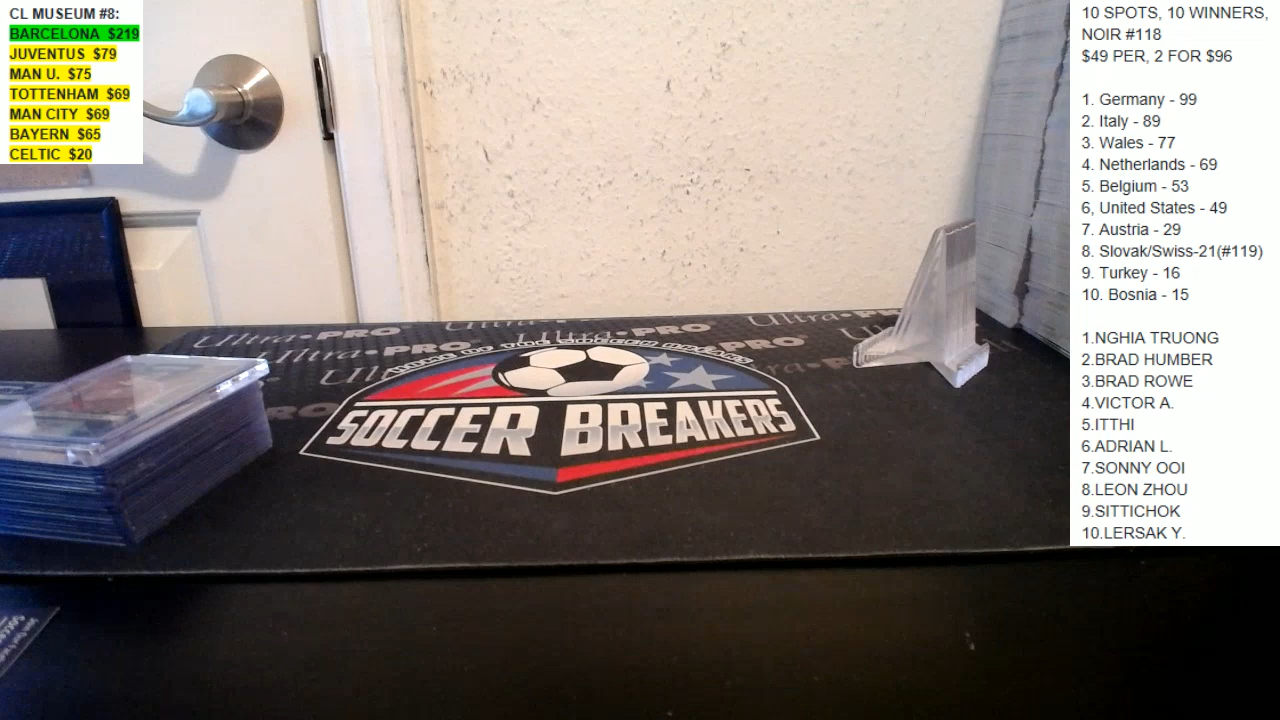 CL MUSEUM #8:
BARCELONA $219
JUVENTUS $79
MAN U. $75
TOTTENHAM $69
MAN CITY $69
BAYERN $65
CELTIC $20
10 SPOTS, 10 WINNERS,
NOIR #118
$49 PER, 2 FOR $96
1. Germany - 99
2. Italy - 89
3. Wales - 77
4. Netherlands - 69
5. Belgium - 53
6, United States - 49
7. Austria - 29
8. Slovak/Swiss-21(#119)
9. Turkey - 16
10. Bosnia - 15
1.NGHIA TRUONG
2.BRAD HUMBER
3.BRAD ROWE
4.VICTOR A.
5.ITTHI
6.ADRIAN L.
7.SONNY OOI
8.LEON ZHOU
9.SITTICHOK
10.LERSAK Y.
Ultra•PRO
Ultra•PRO
Ultra•PRO
SOCCER BREAKERS